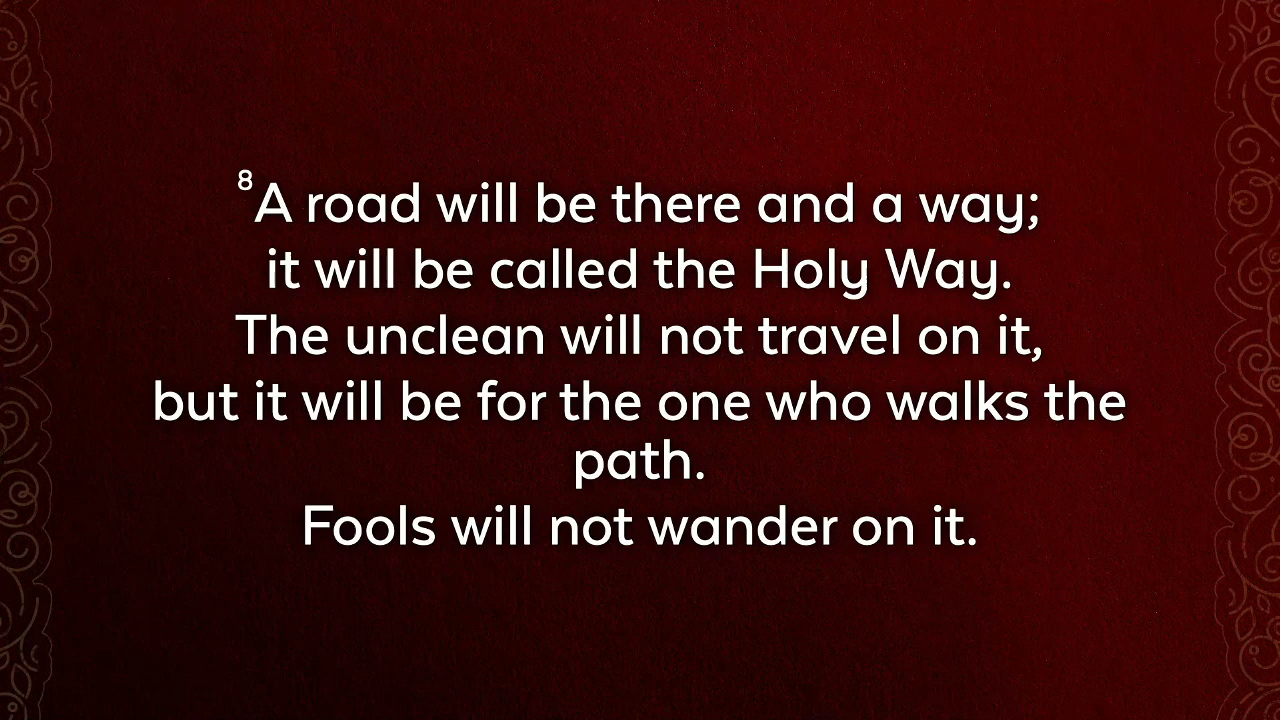 8A road will be there and a way;
it will be called the Holy Way.
The unclean will not travel on it,
but it will be for the one who walks the
path.
Fools will not wander on it.